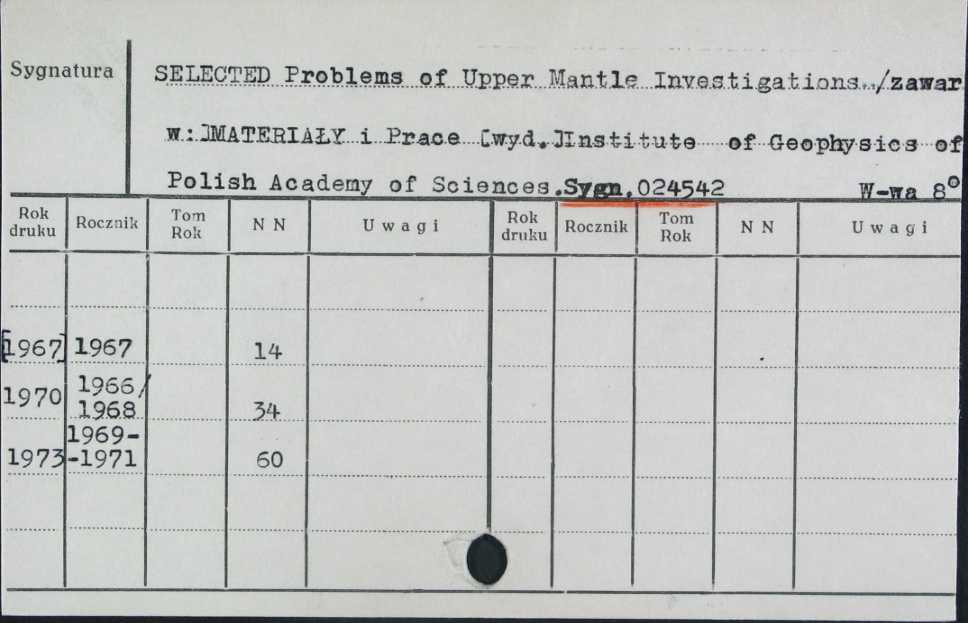 Sygnatura
SELECTED Problems of Upper Mantle Investigations../zawar
w:]MATERIAŁY i Prace [wyd.]Institute of Geophysics of
Polish Academy of Sciences.Sygn.024542 W-wa 8°
Rok druku Rocznik Tom Rok N N U w a g i Rok druku Rocznik Tom Rok N N U w a g i
[1967] 1967 14
1970 1966/
1968 34
1969-
1973 -1971 60